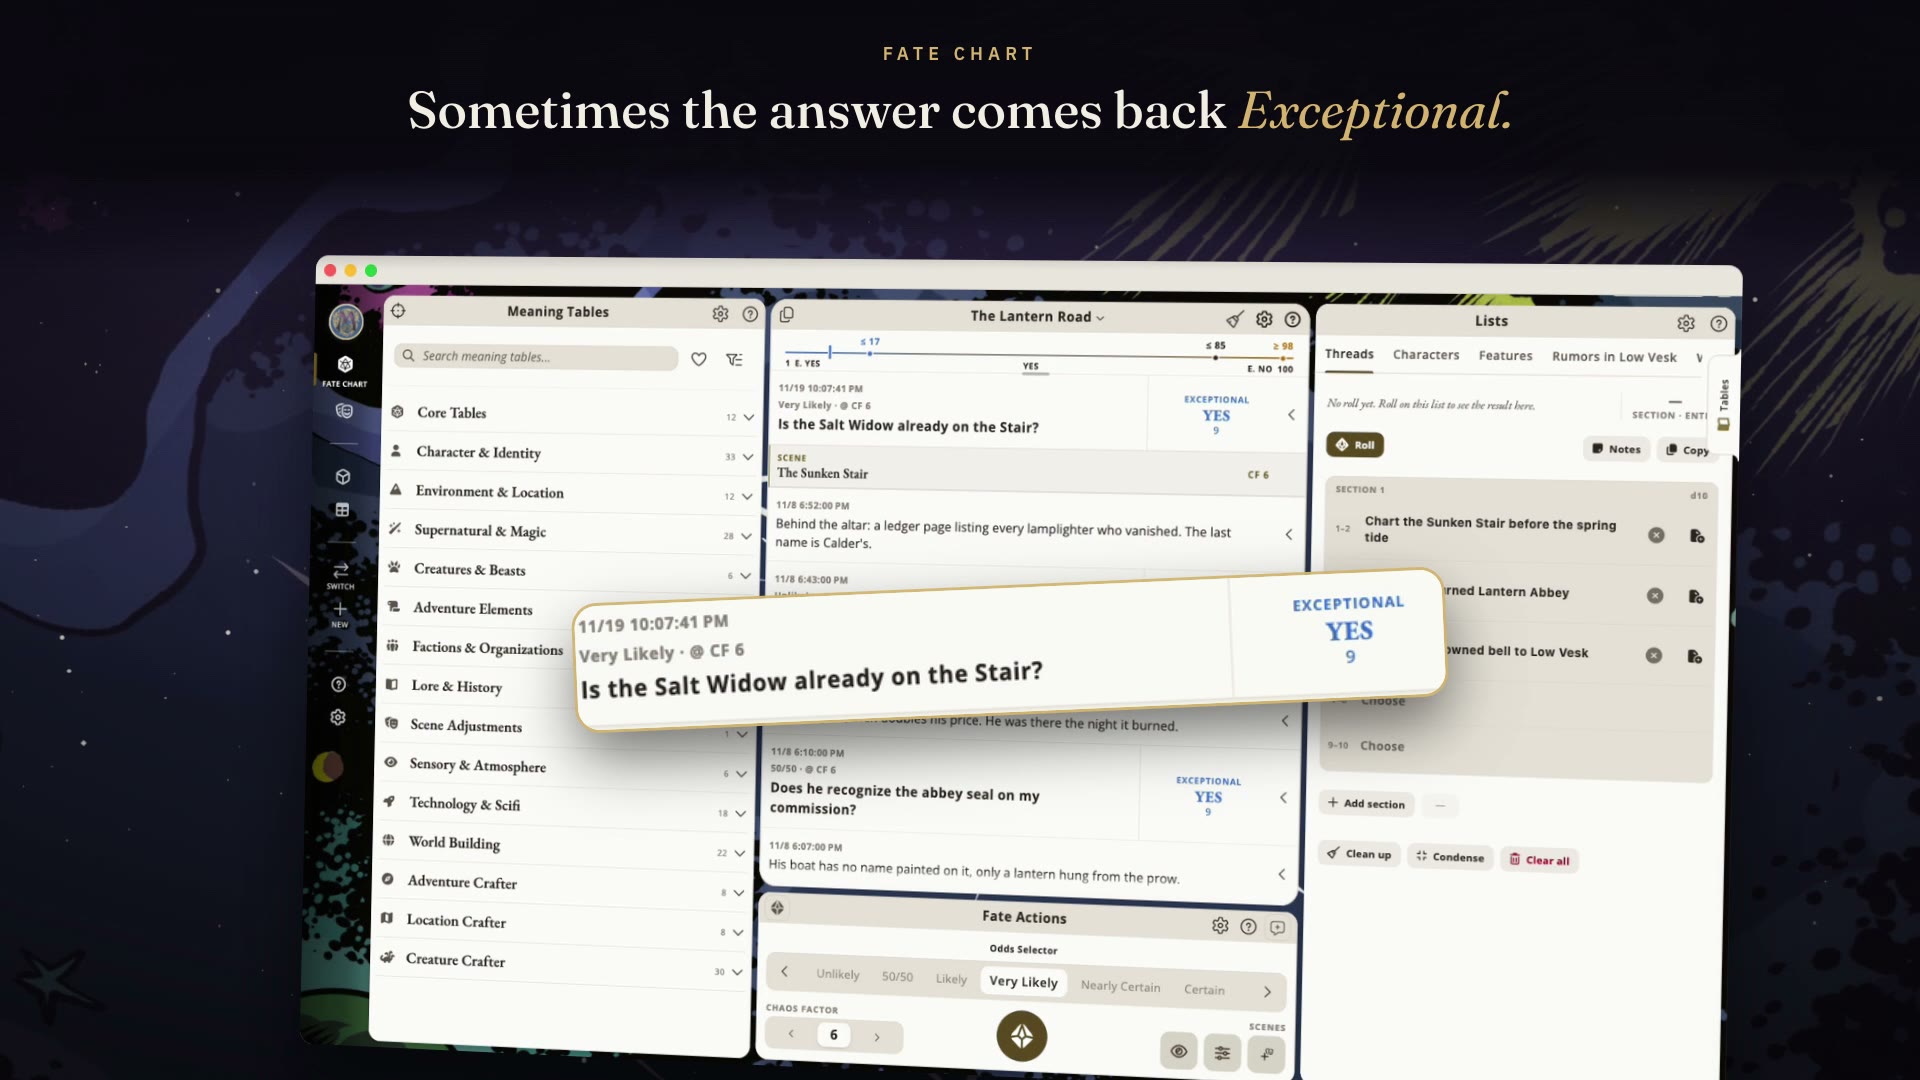 FATE CHART
Sometimes the answer comes back Exceptional.
FATE CHART
SWITCH
NEW
Meaning Tables
Search meaning tables...
Core Tables 12
Character & Identity 33
Environment & Location 12
Supernatural & Magic 28
Creatures & Beasts 6
Adventure Elements
Factions & Organizations
Lore & History
Scene Adjustments 1
Sensory & Atmosphere 6
Technology & Scifi 18
World Building 22
Adventure Crafter 8
Location Crafter 8
Creature Crafter 30
The Lantern Road
≤ 17 ≤ 85 ≥ 98
1 E. YES YES E. NO 100
11/19 10:07:41 PM
Very Likely · @ CF 6
Is the Salt Widow already on the Stair?
EXCEPTIONAL
YES
9
SCENE
The Sunken Stair
CF 6
11/8 6:52:00 PM
Behind the altar: a ledger page listing every lamplighter who vanished. The last
name is Calder's.
11/8 6:43:00 PM
11/19 10:07:41 PM
Very Likely · @ CF 6
Is the Salt Widow already on the Stair?
EXCEPTIONAL
YES
9
doubles his price. He was there the night it burned.
11/8 6:10:00 PM
50/50 · @ CF 6
Does he recognize the abbey seal on my
commission?
EXCEPTIONAL
YES
9
11/8 6:07:00 PM
His boat has no name painted on it, only a lantern hung from the prow.
Fate Actions
Odds Selector
Unlikely 50/50 Likely Very Likely Nearly Certain Certain
CHAOS FACTOR
6
SCENES
Lists
Threads Characters Features Rumors in Low Vesk
Tables
No roll yet. Roll on this list to see the result here.
SECTION · ENT
Roll
Notes
Copy
SECTION 1 d10
1-2 Chart the Sunken Stair before the spring
tide
rned Lantern Abbey
owned bell to Low Vesk
Choose
9-10 Choose
Add section
Clean up
Condense
Clear all